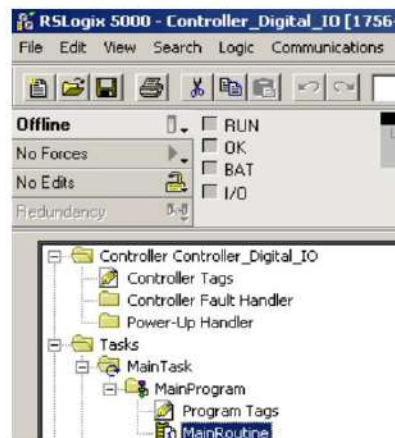 RSLogix 5000 - Controller_Digital_IO [1756-
File Edit View Search Logic Communications
Offline
RUN
No Forces
OK
No Edits
BAT
I/O
Redundancy
Controller Controller_Digital_IO
Controller Tags
Controller Fault Handler
Power-Up Handler
Tasks
MainTask
MainProgram
Program Tags
MainRoutine